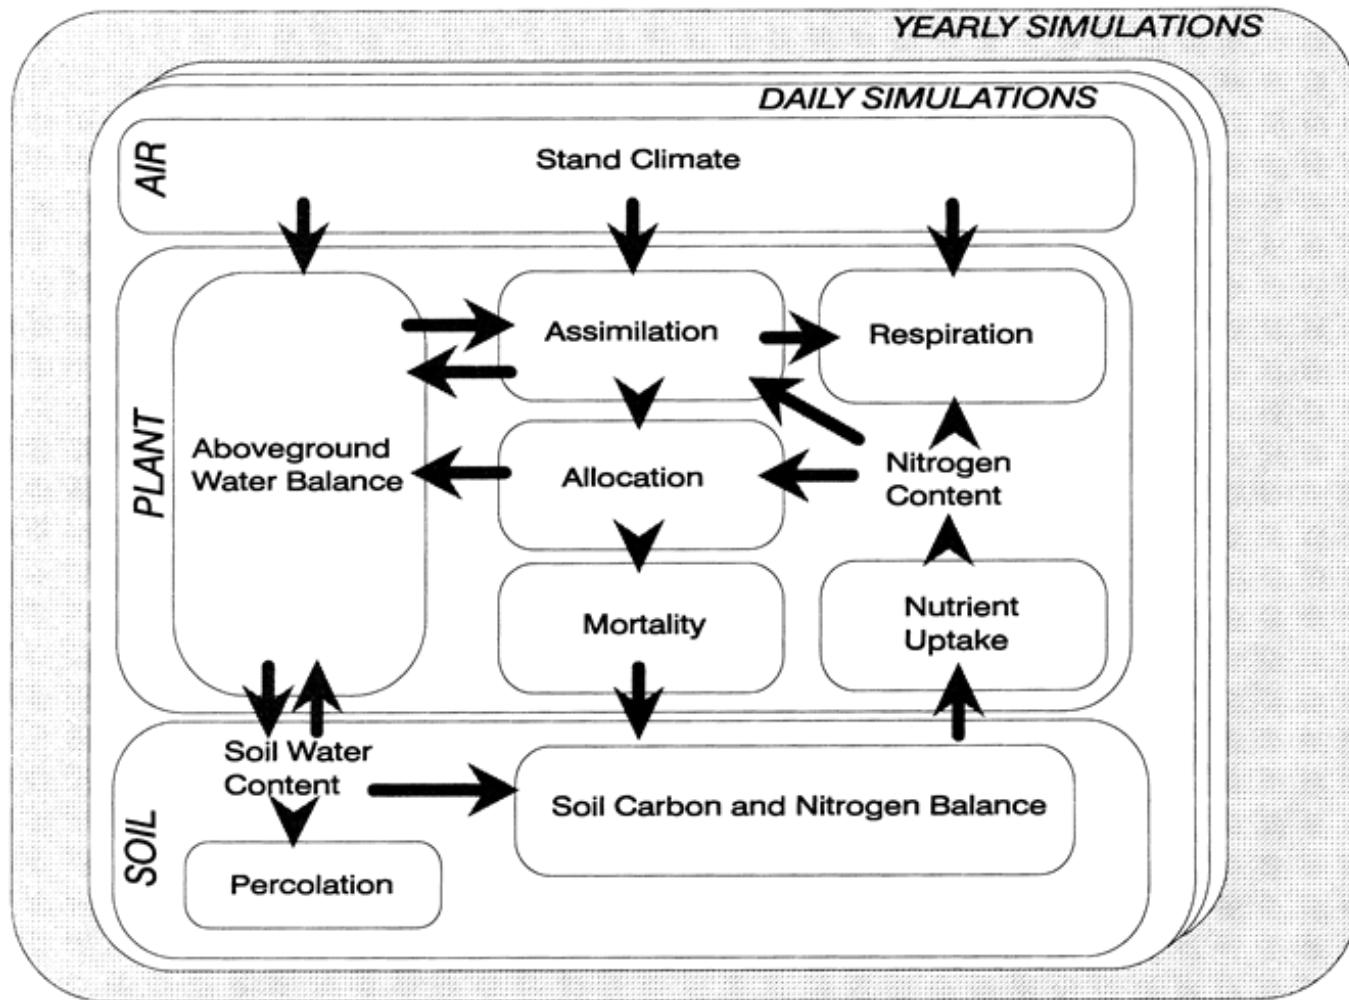 YEARLY SIMULATIONS
DAILY SIMULATIONS
AIR
Stand Climate
PLANT
Assimilation
Respiration
Aboveground
Water Balance
Allocation
Nitrogen
Content
Mortality
Nutrient
Uptake
SOIL
Soil Water
Content
Soil Carbon and Nitrogen Balance
Percolation